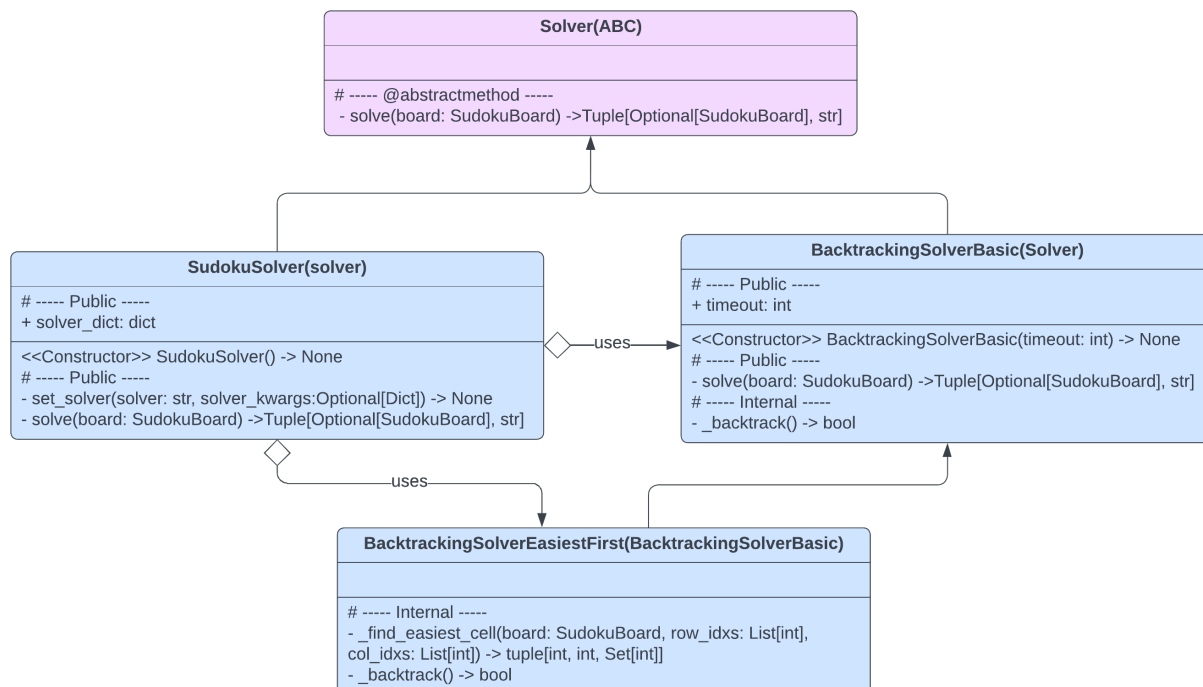 Solver(ABC)
# ----- @abstractmethod -----
- solve(board: SudokuBoard) ->Tuple[Optional[SudokuBoard], str]
SudokuSolver(solver)
# ----- Public -----
+ solver_dict: dict
<<Constructor>> SudokuSolver() -> None
# ----- Public -----
- set_solver(solver: str, solver_kwargs:Optional[Dict]) -> None
- solve(board: SudokuBoard) ->Tuple[Optional[SudokuBoard], str]
uses
BacktrackingSolverBasic(Solver)
# ----- Public -----
+ timeout: int
<<Constructor>> BacktrackingSolverBasic(timeout: int) -> None
# ----- Public -----
- solve(board: SudokuBoard) ->Tuple[Optional[SudokuBoard], str]
# ----- Internal -----
- _backtrack() -> bool
uses
BacktrackingSolverEasiestFirst(BacktrackingSolverBasic)
# ----- Internal -----
- _find_easiest_cell(board: SudokuBoard, row_idxs: List[int],
col_idxs: List[int]) -> tuple[int, int, Set[int]]
- _backtrack() -> bool